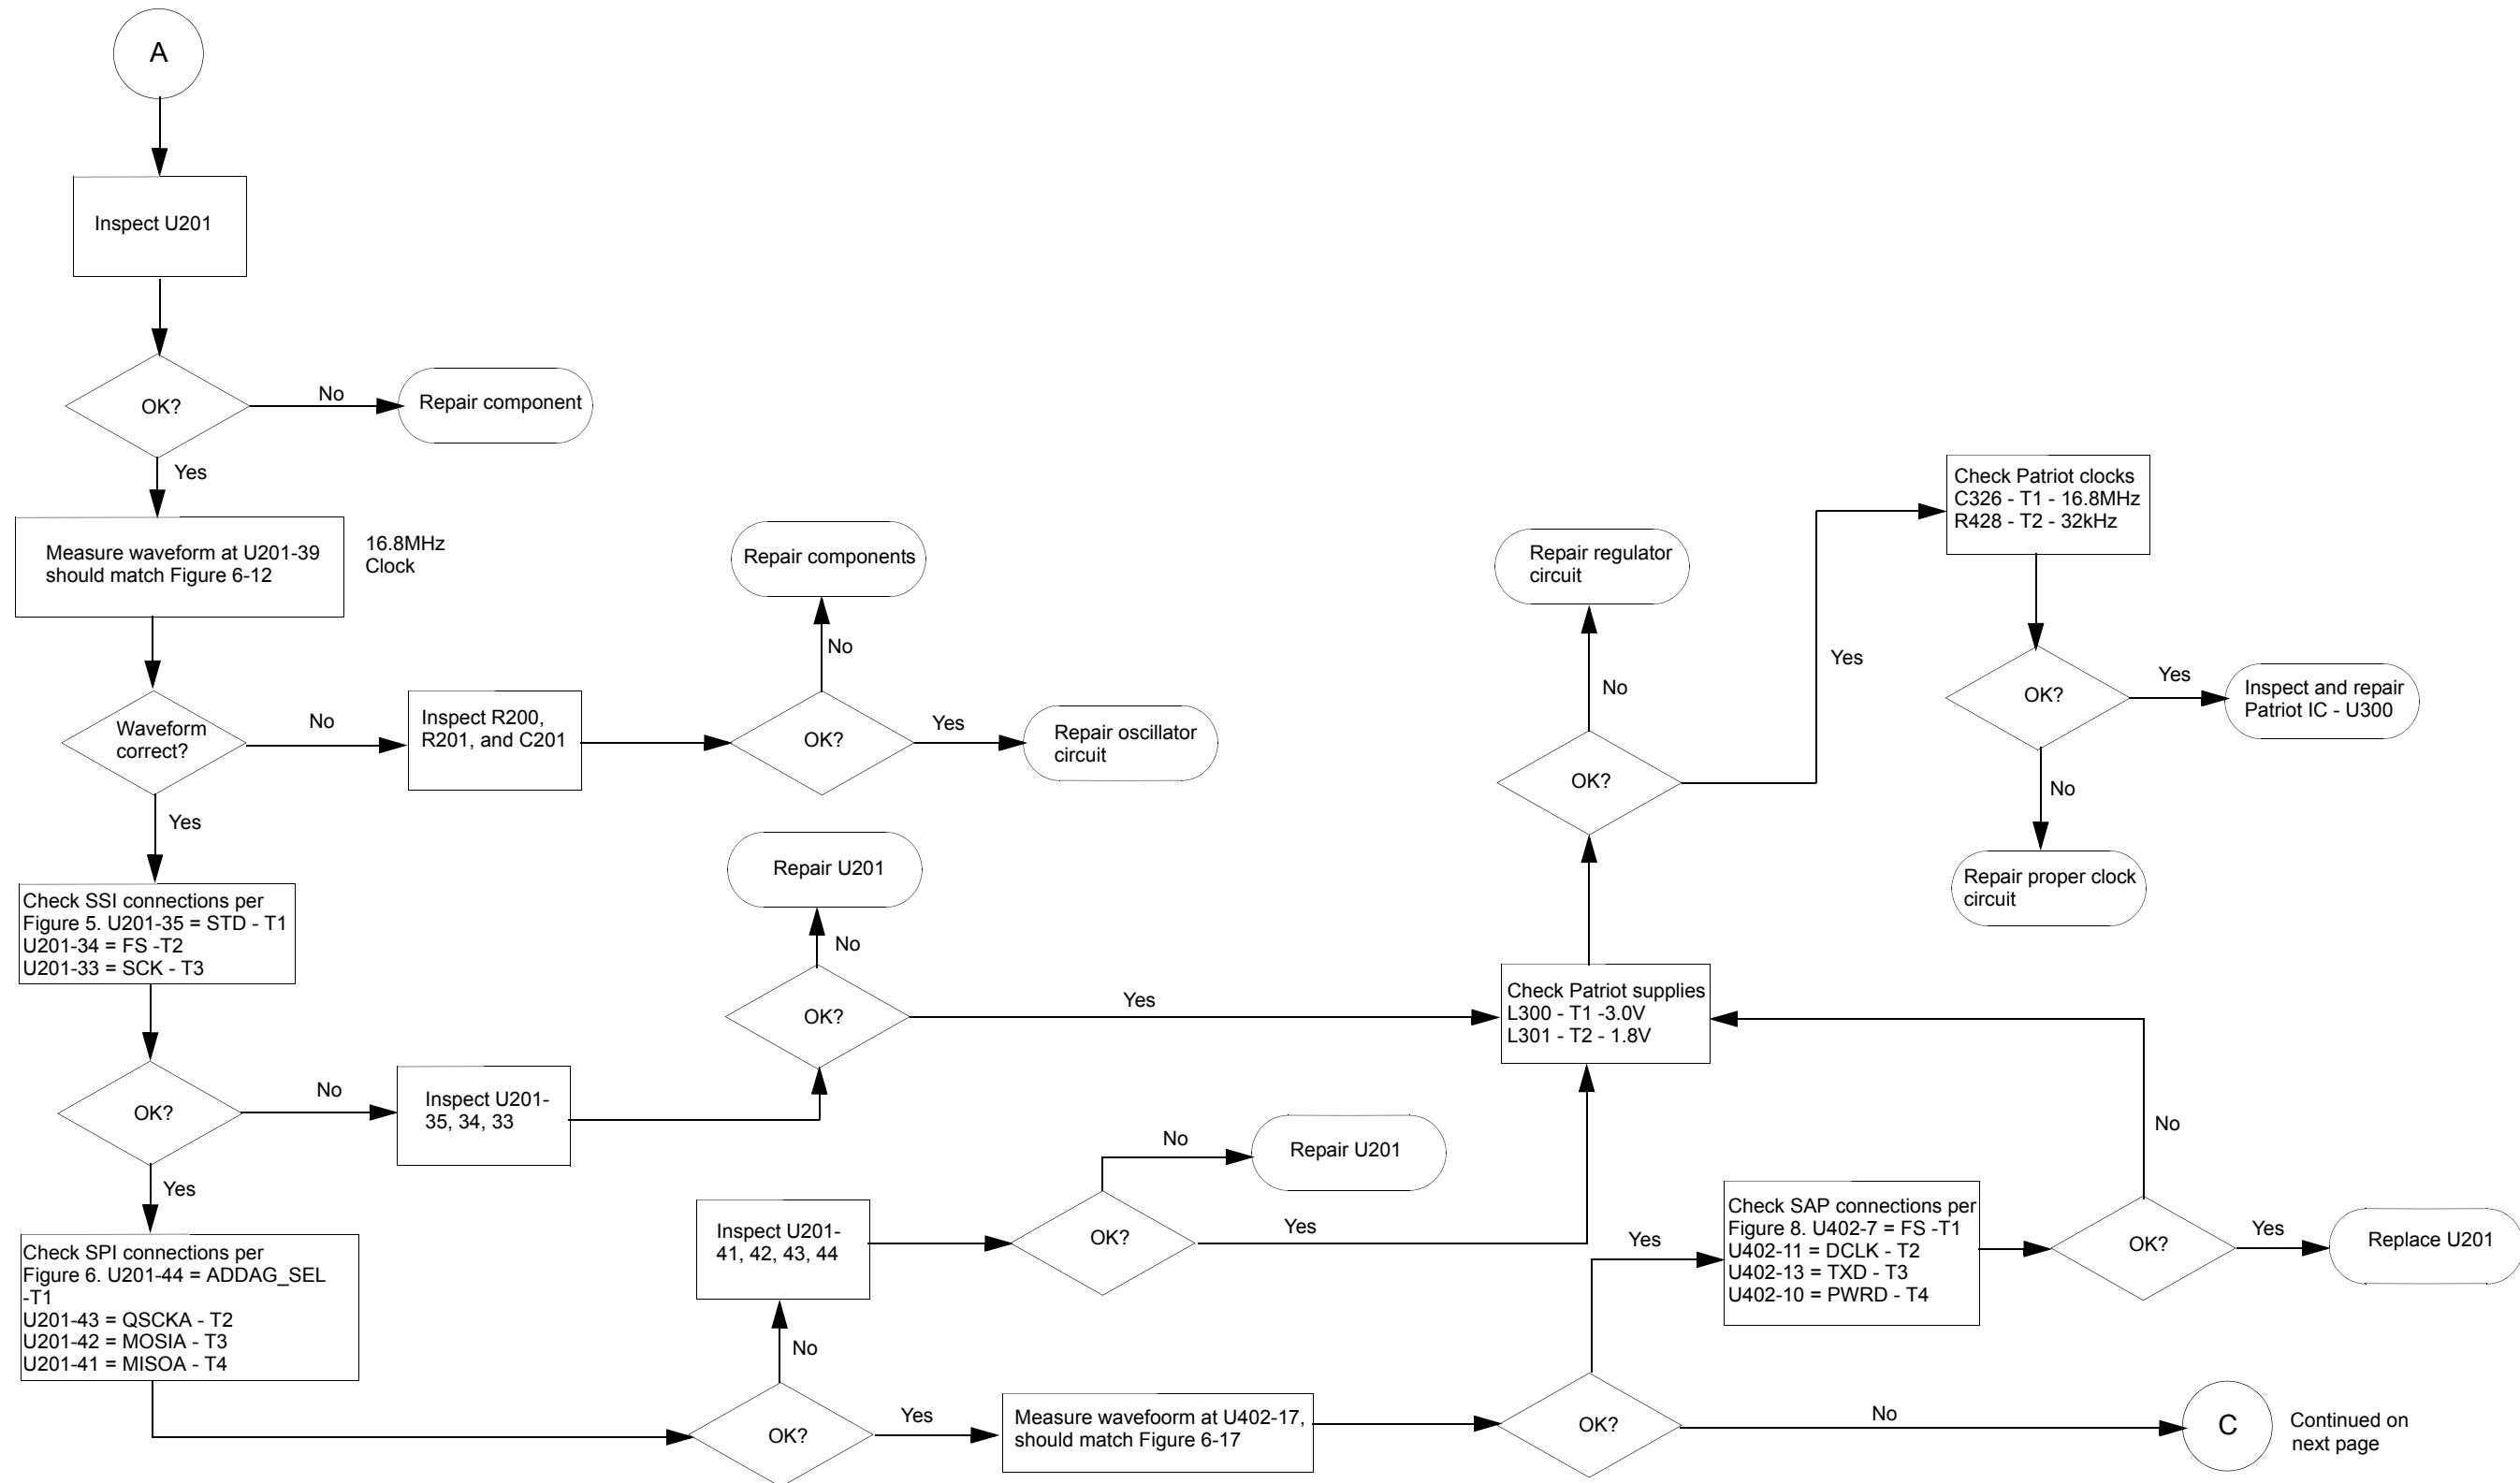 A
Inspect U201
OK?
No
Repair component
Yes
Measure waveform at U201-39
should match Figure 6-12
16.8MHz
Clock
Waveform
correct?
No
Inspect R200,
R201, and C201
OK?
No
Repair components
Yes
Repair oscillator
circuit
Yes
Check SSI connections per
Figure 5. U201-35 = STD - T1
U201-34 = FS -T2
U201-33 = SCK - T3
OK?
No
Inspect U201-
35, 34, 33
OK?
No
Repair U201
Yes
Yes
Check SPI connections per
Figure 6. U201-44 = ADDAG_SEL
-T1
U201-43 = QSCKA - T2
U201-42 = MOSIA - T3
U201-41 = MISOA - T4
OK?
No
Inspect U201-
41, 42, 43, 44
OK?
No
Repair U201
Yes
Yes
Measure wavefoorm at U402-17,
should match Figure 6-17
OK?
No
C
Continued on
next page
Yes
Check SAP connections per
Figure 8. U402-7 = FS -T1
U402-11 = DCLK - T2
U402-13 = TXD - T3
U402-10 = PWRD - T4
OK?
Yes
Replace U201
No
Check Patriot supplies
L300 - T1 -3.0V
L301 - T2 - 1.8V
OK?
No
Repair regulator
circuit
Yes
Check Patriot clocks
C326 - T1 - 16.8MHz
R428 - T2 - 32kHz
OK?
Yes
Inspect and repair
Patriot IC - U300
No
Repair proper clock
circuit